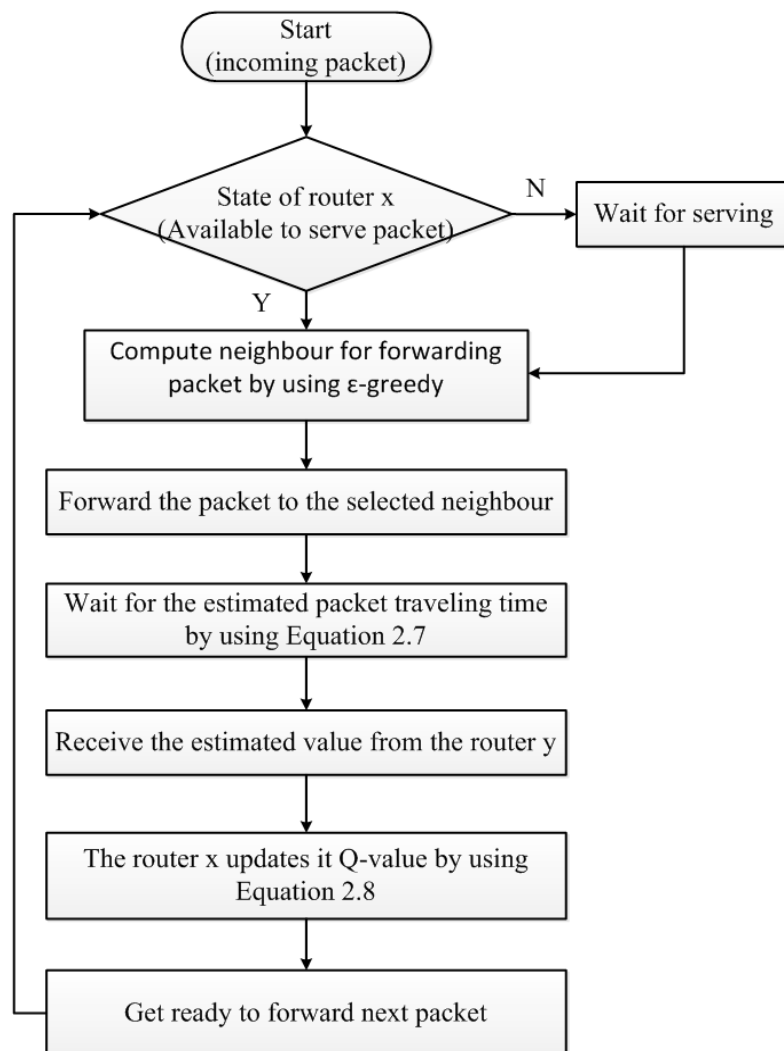 Start
(incoming packet)
State of router x
(Available to serve packet)
N
Wait for serving
Y
Compute neighbour for forwarding
packet by using ε-greedy
Forward the packet to the selected neighbour
Wait for the estimated packet traveling time
by using Equation 2.7
Receive the estimated value from the router y
The router x updates it Q-value by using
Equation 2.8
Get ready to forward next packet